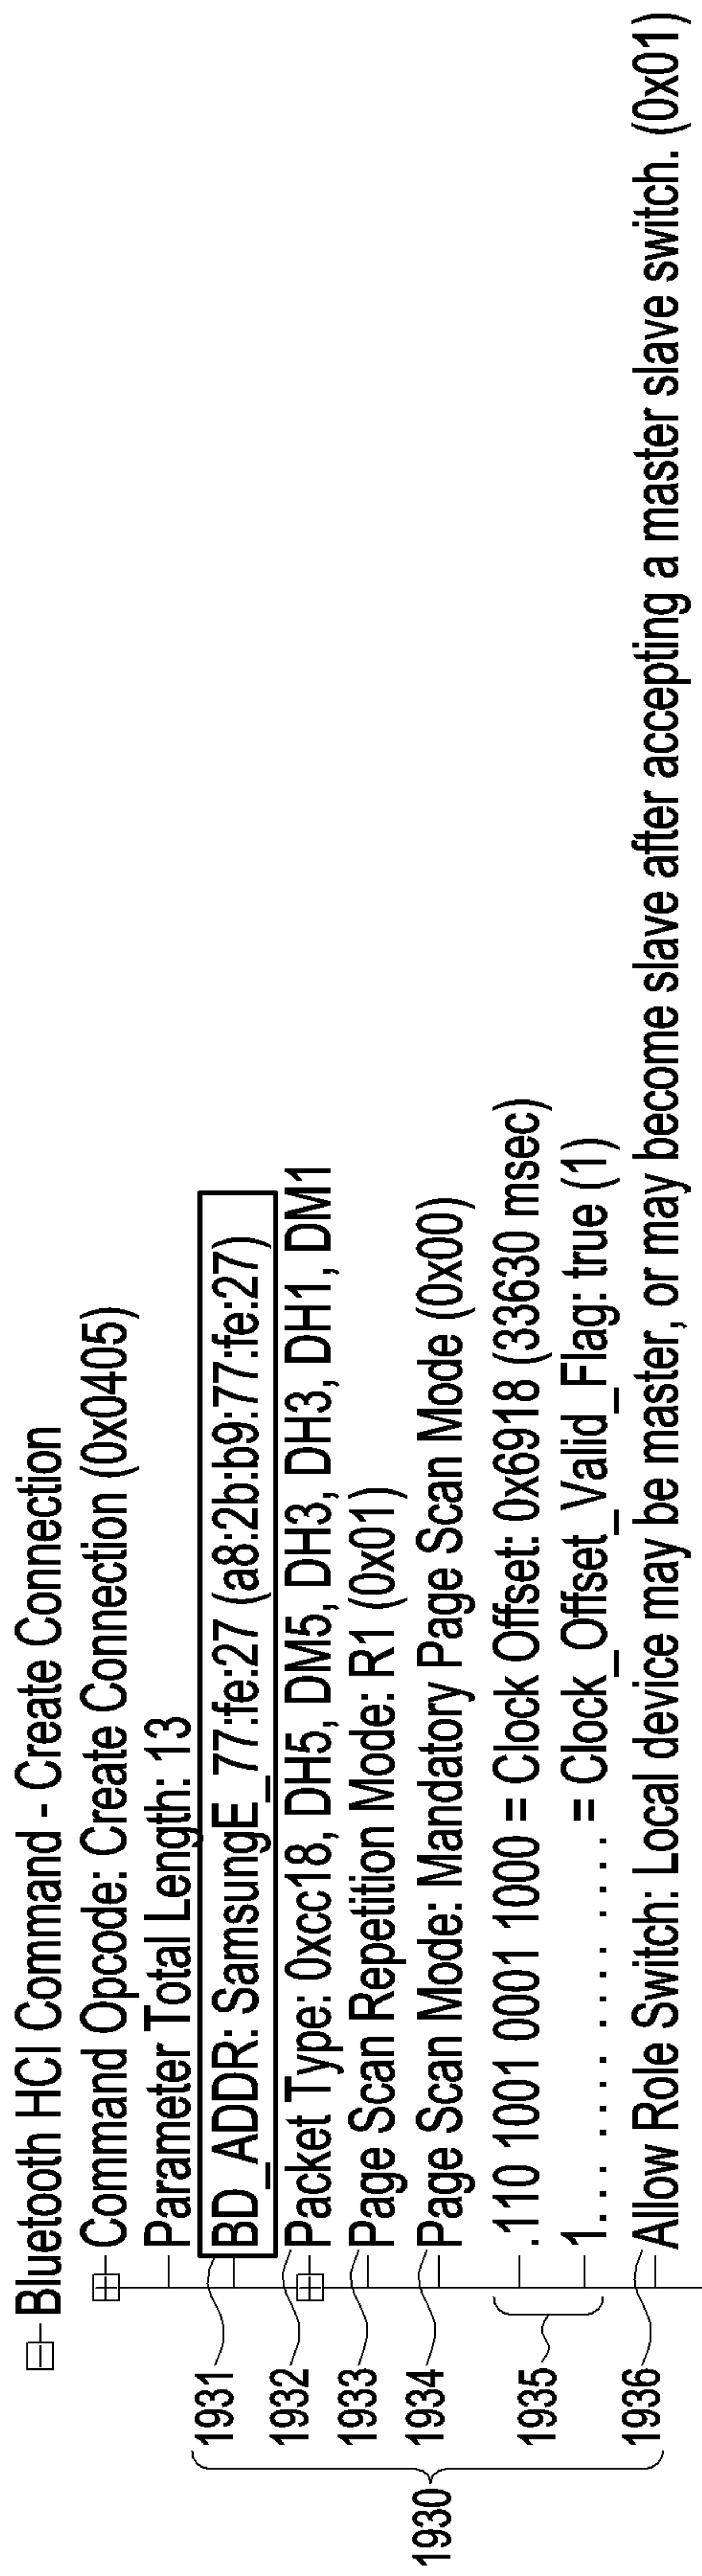 Bluetooth HCI Command - Create Connection
Command Opcode: Create Connection (0x0405)
Parameter Total Length: 13
1931 BD_ADDR: SamsungE_77:fe:27 (a8:2b:b9:77:fe:27)
1932 Packet Type: 0xcc18, DH5, DM5, DH3, DH3, DH1, DM1
1933 Page Scan Repetition Mode: R1 (0x01)
1934 Page Scan Mode: Mandatory Page Scan Mode (0x00)
.110 1001 0001 1000 = Clock Offset: 0x6918 (33630 msec)
1935
1... .... .... .... = Clock_Offset_Valid_Flag: true (1)
1936 Allow Role Switch: Local device may be master, or may become slave after accepting a master slave switch. (0x01)
1930